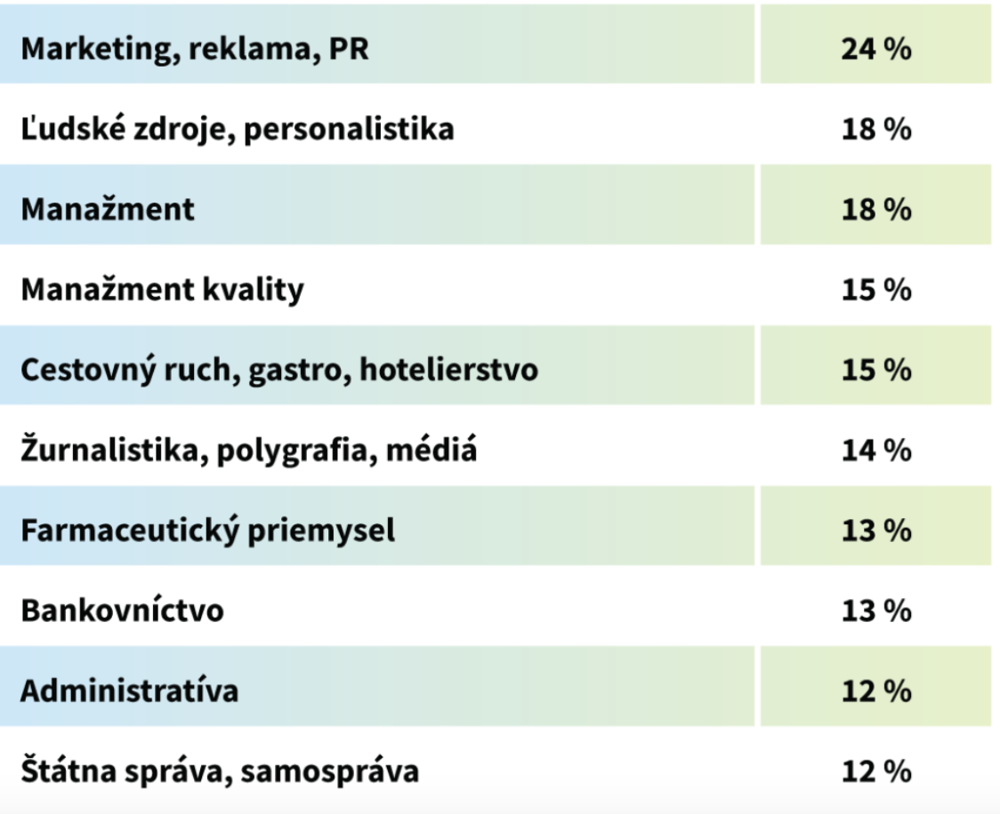 Marketing, reklama, PR 24 %
Ľudské zdroje, personalistika 18 %
Manažment 18 %
Manažment kvality 15 %
Cestovný ruch, gastro, hotelierstvo 15 %
Žurnalistika, polygrafia, médiá 14 %
Farmaceutický priemysel 13 %
Bankovníctvo 13 %
Administratíva 12 %
Štátna správa, samospráva 12 %